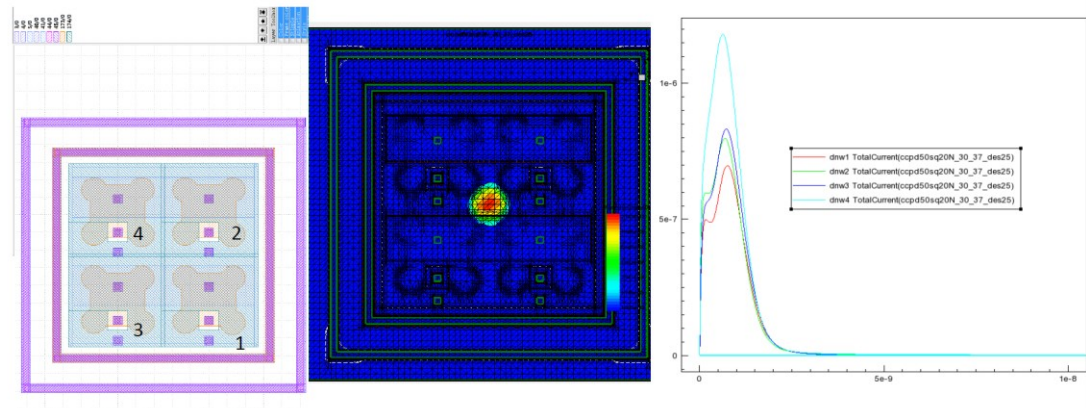 4
2
3
1
1e-6
5e-7
0
0
5e-9
1e-8
dnw1 TotalCurrent(ccpd50sq20N_30_37_des25)
dnw2 TotalCurrent(ccpd50sq20N_30_37_des25)
dnw3 TotalCurrent(ccpd50sq20N_30_37_des25)
dnw4 TotalCurrent(ccpd50sq20N_30_37_des25)